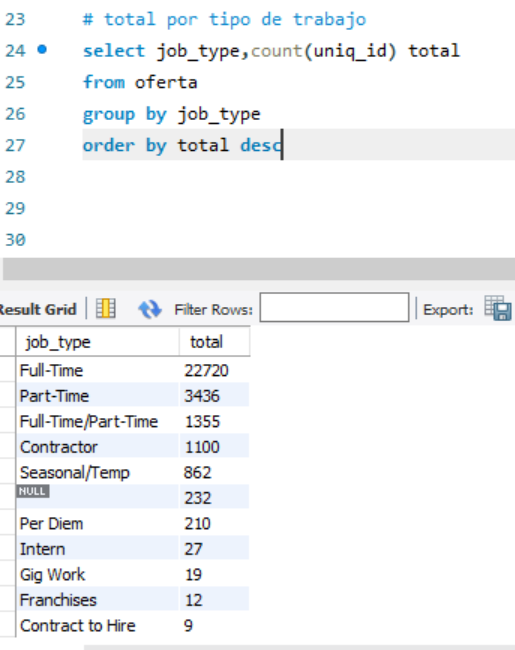 23 # total por tipo de trabajo
24 select job_type,count(uniq_id) total
25 from oferta
26 group by job_type
27 order by total desc
28
29
30
Result Grid Filter Rows: Export:
job_type total
Full-Time 22720
Part-Time 3436
Full-Time/Part-Time 1355
Contractor 1100
Seasonal/Temp 862
NULL 232
Per Diem 210
Intern 27
Gig Work 19
Franchises 12
Contract to Hire 9